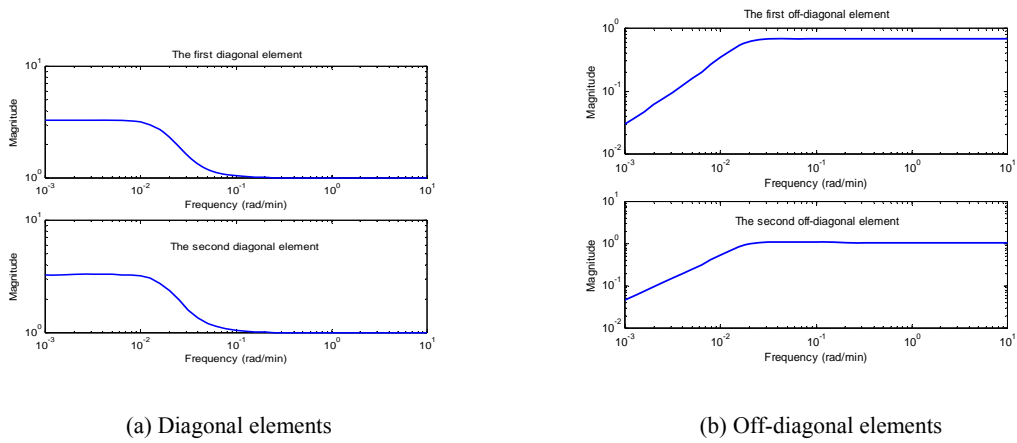 The first diagonal element
10^1
Magnitude
10^0
10^-3 10^-2 10^-1 10^0 10^1
Frequency (rad/min)
The second diagonal element
10^1
Magnitude
10^0
10^-3 10^-2 10^-1 10^0 10^1
Frequency (rad/min)
(a) Diagonal elements
The first off-diagonal element
10^0
10^-1
10^-2
Magnitude
10^-3 10^-2 10^-1 10^0 10^1
Frequency (rad/min)
The second off-diagonal element
10^1
10^0
10^-1
10^-2
Magnitude
10^-3 10^-2 10^-1 10^0 10^1
Frequency (rad/min)
(b) Off-diagonal elements